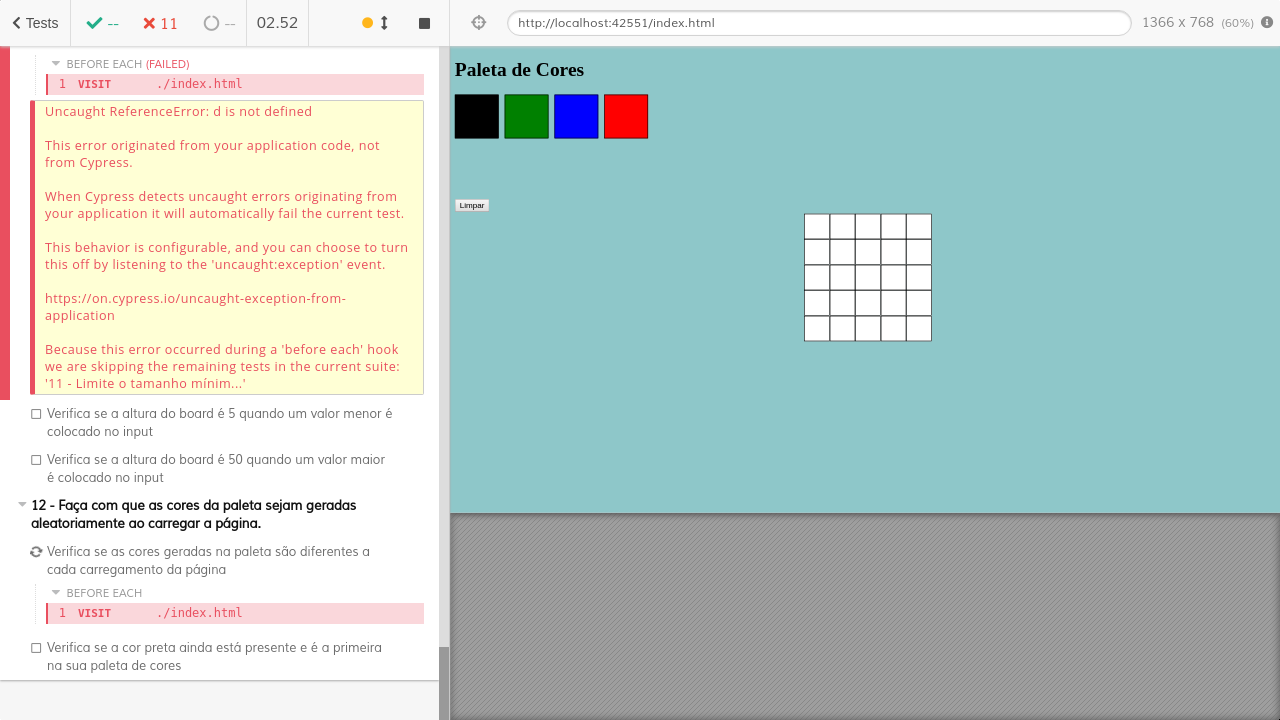 Tests
--
11
--
02.52
http://localhost:42551/index.html
1366 x 768 (60%)
BEFORE EACH (FAILED)
1 VISIT ./index.html
Uncaught ReferenceError: d is not defined
This error originated from your application code, not
from Cypress.
When Cypress detects uncaught errors originating from
your application it will automatically fail the current test.
This behavior is configurable, and you can choose to turn
this off by listening to the 'uncaught:exception' event.
https://on.cypress.io/uncaught-exception-from-
application
Because this error occurred during a 'before each' hook
we are skipping the remaining tests in the current suite:
'11 - Limite o tamanho mínim...'
Verifica se a altura do board é 5 quando um valor menor é
colocado no input
Verifica se a altura do board é 50 quando um valor maior
é colocado no input
12 - Faça com que as cores da paleta sejam geradas
aleatoriamente ao carregar a página.
Verifica se as cores geradas na paleta são diferentes a
cada carregamento da página
BEFORE EACH
1 VISIT ./index.html
Verifica se a cor preta ainda está presente e é a primeira
na sua paleta de cores
Paleta de Cores
Limpar